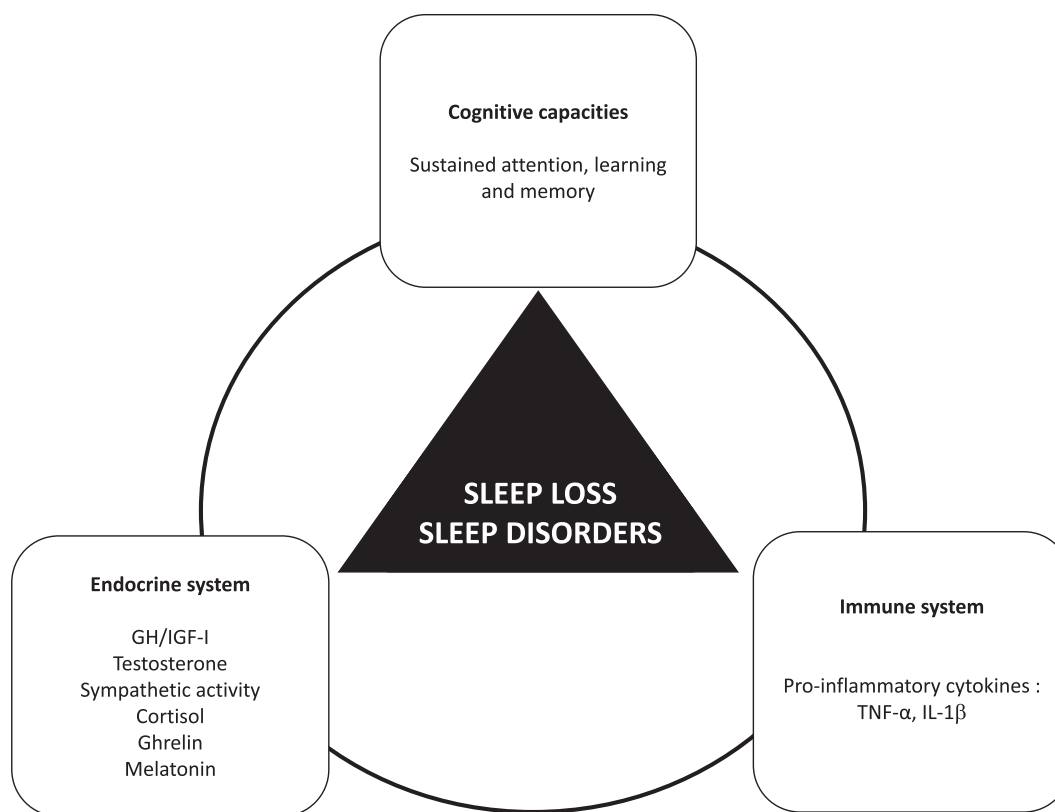 Cognitive capacities
Sustained attention, learning
and memory
SLEEP LOSS
SLEEP DISORDERS
Endocrine system
GH/IGF-I
Testosterone
Sympathetic activity
Cortisol
Ghrelin
Melatonin
Immune system
Pro-inflammatory cytokines :
TNF-α, IL-1β